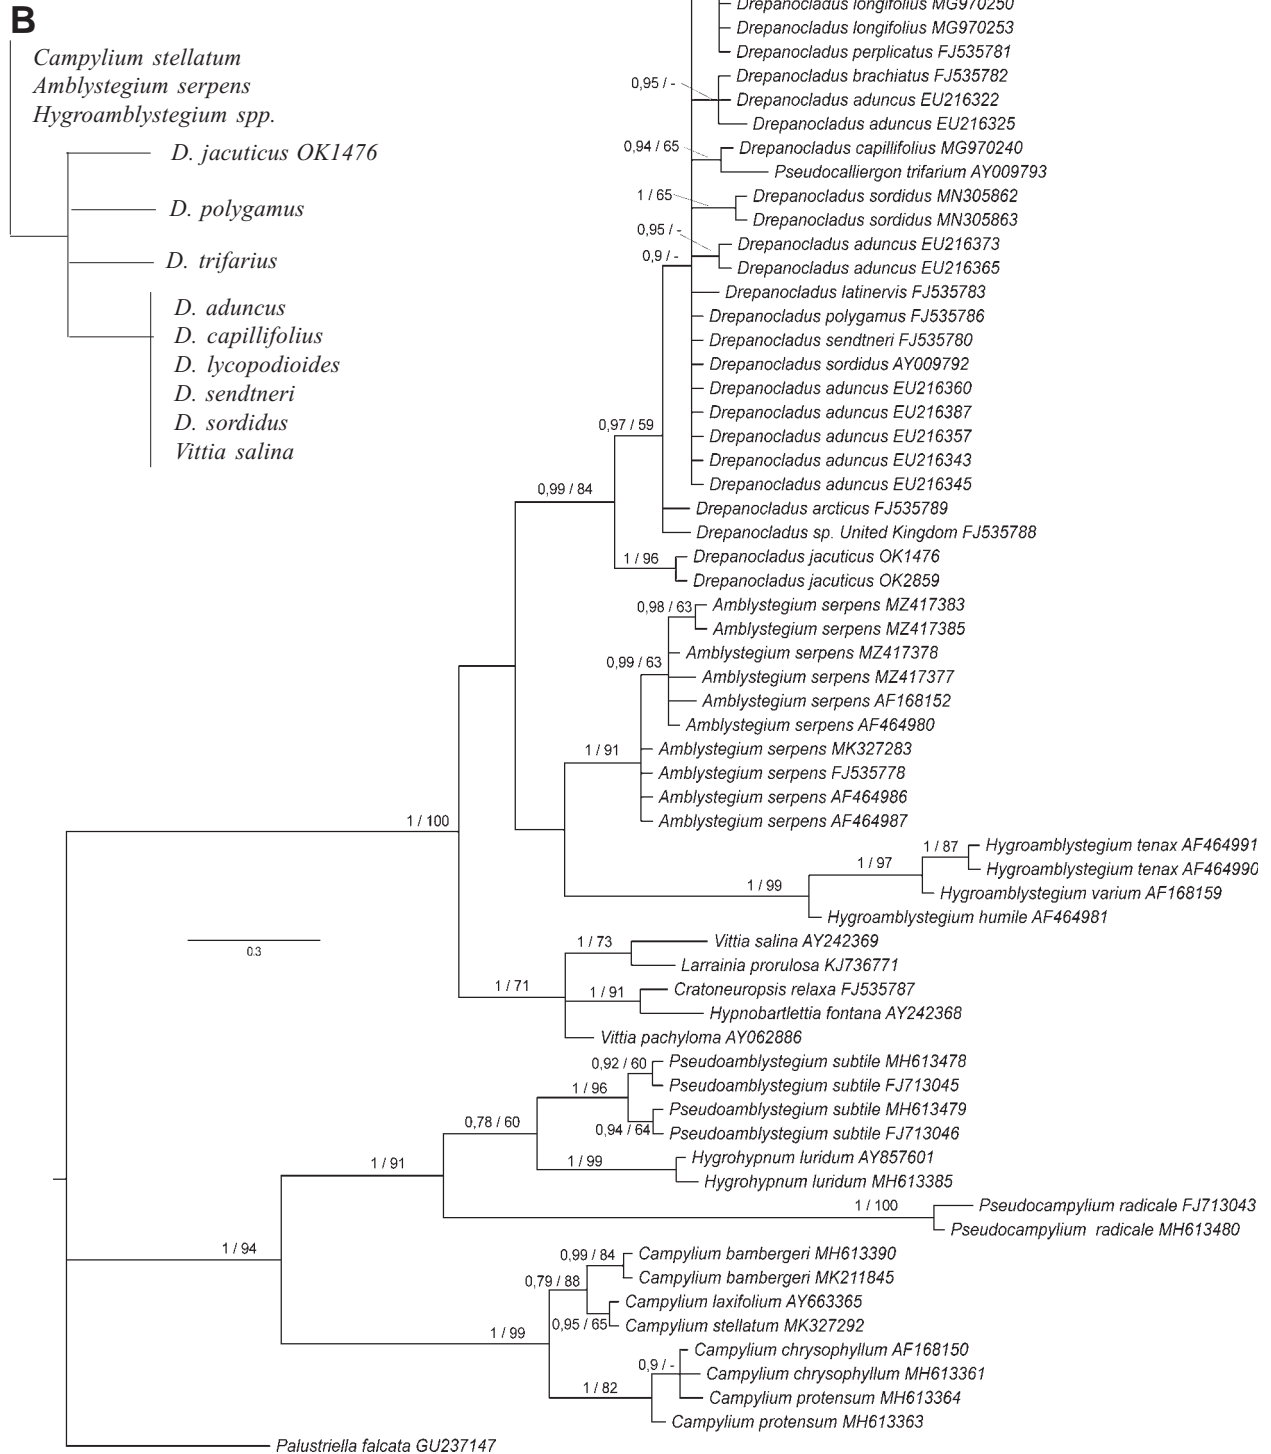 B
Campylium stellatum
Amblystegium serpens
Hygroamblystegium spp.
D. jacuticus OK1476
D. polygamus
D. trifarius
D. aduncus
D. capillifolius
D. lycopodioides
D. sendtneri
D. sordidus
Vittia salina
Drepanocladus longifolius MG970250
Drepanocladus longifolius MG970253
Drepanocladus perplicatus FJ535781
Drepanocladus brachiatus FJ535782
0,95 / -
Drepanocladus aduncus EU216322
Drepanocladus aduncus EU216325
0,94 / 65
Drepanocladus capillifolius MG970240
Pseudocalliergon trifarium AY009793
1 / 65
Drepanocladus sordidus MN305862
Drepanocladus sordidus MN305863
0,95 / -
Drepanocladus aduncus EU216373
0,9 / -
Drepanocladus aduncus EU216365
Drepanocladus latinervis FJ535783
Drepanocladus polygamus FJ535786
Drepanocladus sendtneri FJ535780
Drepanocladus sordidus AY009792
Drepanocladus aduncus EU216360
Drepanocladus aduncus EU216387
0,97 / 59
Drepanocladus aduncus EU216357
Drepanocladus aduncus EU216343
Drepanocladus aduncus EU216345
0,99 / 84
Drepanocladus arcticus FJ535789
Drepanocladus sp. United Kingdom FJ535788
1 / 96
Drepanocladus jacuticus OK1476
Drepanocladus jacuticus OK2859
0,98 / 63
Amblystegium serpens MZ417383
Amblystegium serpens MZ417385
0,99 / 63
Amblystegium serpens MZ417378
Amblystegium serpens MZ417377
Amblystegium serpens AF168152
Amblystegium serpens AF464980
1 / 91
Amblystegium serpens MK327283
Amblystegium serpens FJ535778
Amblystegium serpens AF464986
1 / 100
Amblystegium serpens AF464987
1 / 87
Hygroamblystegium tenax AF464991
1 / 97
Hygroamblystegium tenax AF464990
1 / 99
Hygroamblystegium varium AF168159
Hygroamblystegium humile AF464981
0.3
1 / 73
Vittia salina AY242369
Larrainia prorulosa KJ736771
1 / 71
1 / 91
Cratoneuropsis relaxa FJ535787
Hypnobartlettia fontana AY242368
Vittia pachyloma AY062886
0,92 / 60
Pseudoamblystegium subtile MH613478
1 / 96
Pseudoamblystegium subtile FJ713045
Pseudoamblystegium subtile MH613479
0,78 / 60
0,94 / 64
Pseudoamblystegium subtile FJ713046
1 / 91
1 / 99
Hygrohypnum luridum AY857601
Hygrohypnum luridum MH613385
1 / 100
Pseudocampylium radicale FJ713043
Pseudocampylium radicale MH613480
1 / 94
0,99 / 84
Campylium bambergeri MH613390
0,79 / 88
Campylium bambergeri MK211845
Campylium laxifolium AY663365
1 / 99
0,95 / 65
Campylium stellatum MK327292
Campylium chrysophyllum AF168150
0,9 / -
Campylium chrysophyllum MH613361
1 / 82
Campylium protensum MH613364
Campylium protensum MH613363
Palustriella falcata GU237147